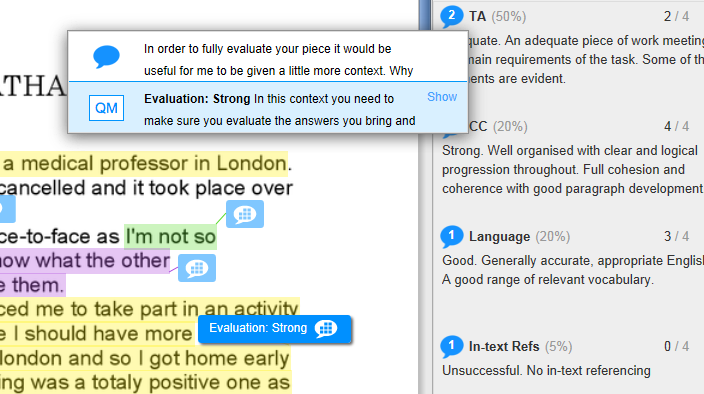 In order to fully evaluate your piece it would be
useful for me to be given a little more context. Why
QM
Evaluation: Strong In this context you need to
make sure you evaluate the answers you bring and
Show
ATHA
a medical professor in London.
cancelled and it took place over
ce-to-face as I'm not so
now what the other
e them.
ced me to take part in an activity
e I should have more
Evaluation: Strong
london and so I got home early
ing was a totaly positive one as
2 TA (50%) 2 / 4
quate. An adequate piece of work meeting
main requirements of the task. Some of th
ents are evident.
CC (20%) 4 / 4
Strong. Well organised with clear and logical
progression throughout. Full cohesion and
coherence with good paragraph development
1 Language (20%) 3 / 4
Good. Generally accurate, appropriate English
A good range of relevant vocabulary.
1 In-text Refs (5%) 0 / 4
Unsuccessful. No in-text referencing